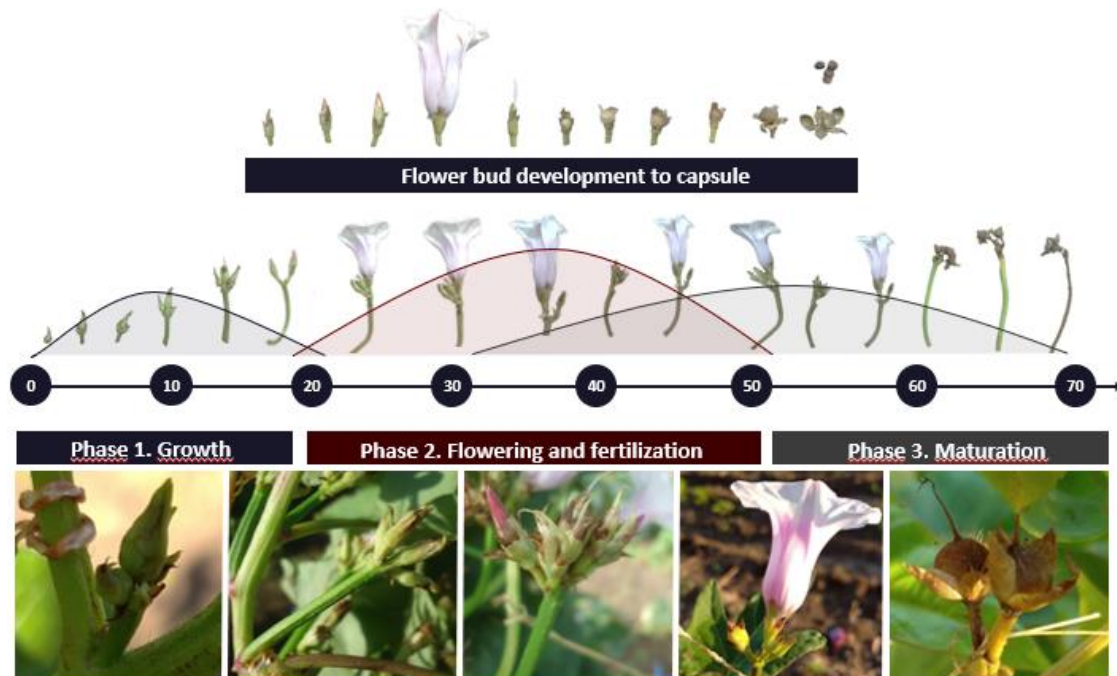 Flower bud development to capsule
0 10 20 30 40 50 60 70
Phase 1. Growth
Phase 2. Flowering and fertilization
Phase 3. Maturation